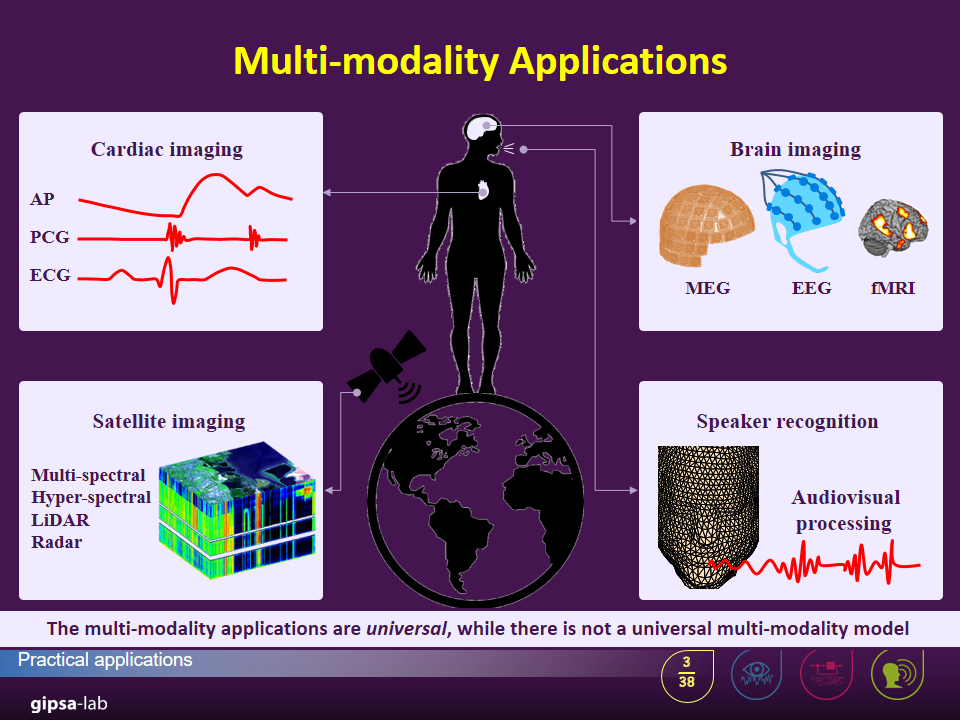 Multi-modality Applications
Cardiac imaging
AP
PCG
ECG
Brain imaging
MEG EEG fMRI
Satellite imaging
Multi-spectral
Hyper-spectral
LiDAR
Radar
Speaker recognition
Audiovisual
processing
The multi-modality applications are universal, while there is not a universal multi-modality model
Practical applications
3
38
gipsa-lab